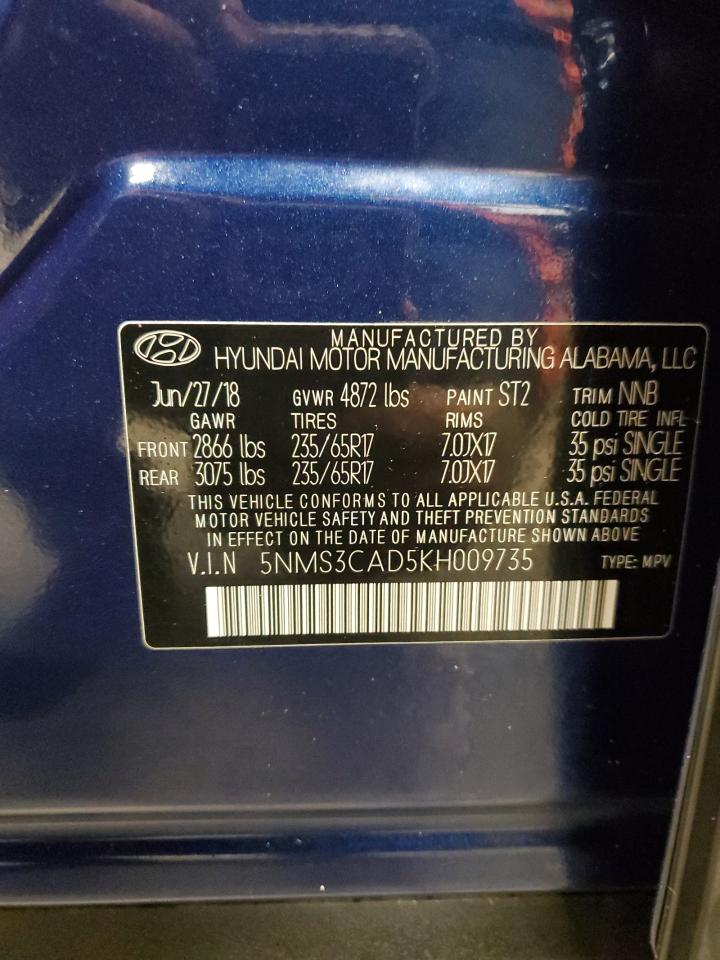 MANUFACTURED BY
HYUNDAI MOTOR MANUFACTURING ALABAMA, LLC
Jun/27/18 GVWR 4872 lbs PAINT ST2 TRIM NNB
GAWR TIRES RIMS COLD TIRE INFL
FRONT 2866 lbs 235/65R17 7.0JX17 35 psi SINGLE
REAR 3075 lbs 235/65R17 7.0JX17 35 psi SINGLE
THIS VEHICLE CONFORMS TO ALL APPLICABLE U.S.A. FEDERAL
MOTOR VEHICLE SAFETY AND THEFT PREVENTION STANDARDS
IN EFFECT ON THE DATE OF MANUFACTURE SHOWN ABOVE
V.I.N 5NMS3CAD5KH009735 TYPE: MPV